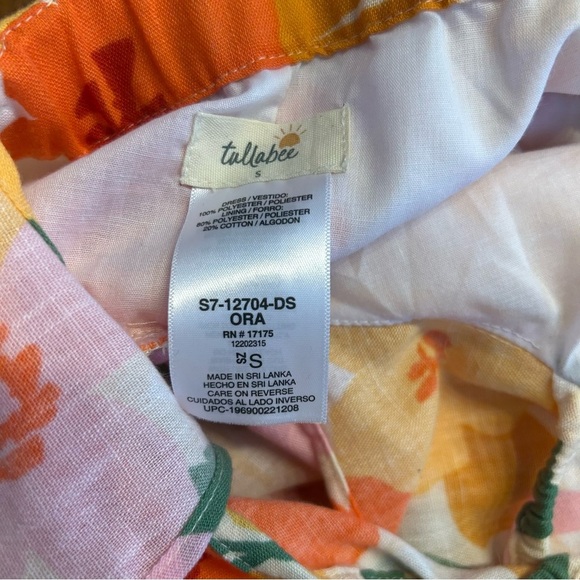 tullabee
S
DRESS / VESTIDO:
100% POLYESTER / POLIESTER
LINING / FORRO:
80% POLYESTER / POLIESTER
20% COTTON / ALGODON
S7-12704-DS
ORA
RN # 17175
12202315
SZ S
MADE IN SRI LANKA
HECHO EN SRI LANKA
CARE ON REVERSE
CUIDADOS AL LADO INVERSO
UPC-196900221208